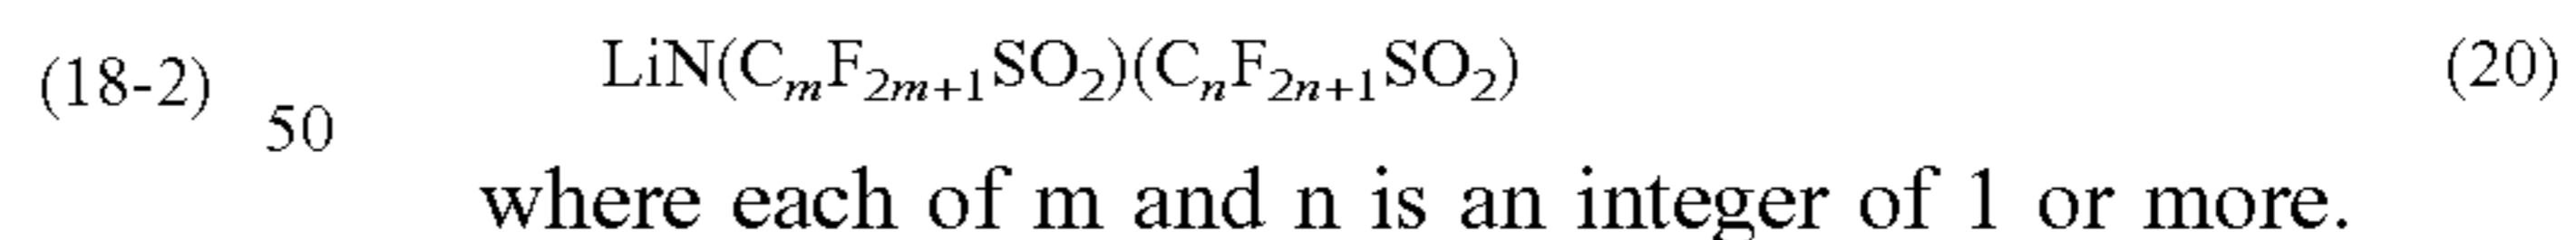 (18-2) LiN(CₘF₂ₘ₊₁SO₂)(CₙF₂ₙ₊₁SO₂) (20)
50
where each of m and n is an integer of 1 or more.